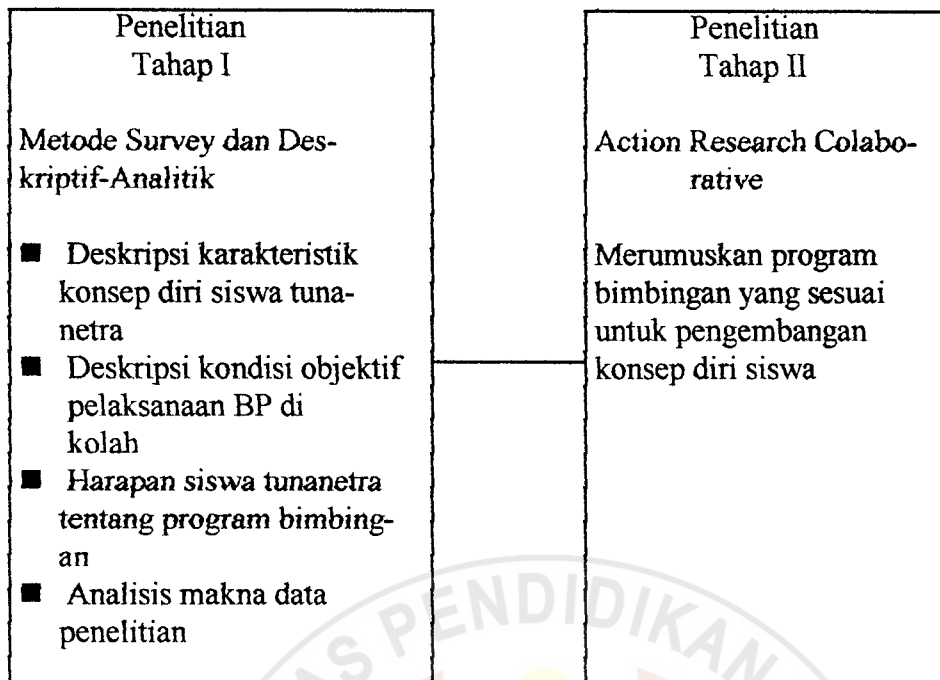 Penelitian
Tahap I
Metode Survey dan Des-
kriptif-Analitik
■ Deskripsi karakteristik
konsep diri siswa tuna-
netra
■ Deskripsi kondisi objektif
pelaksanaan BP di
kolah
■ Harapan siswa tunanetra
tentang program bimbing-
an
■ Analisis makna data
penelitian
Penelitian
Tahap II
Action Research Colabo-
rative
Merumuskan program
bimbingan yang sesuai
untuk pengembangan
konsep diri siswa
AS PENDIDIKAN